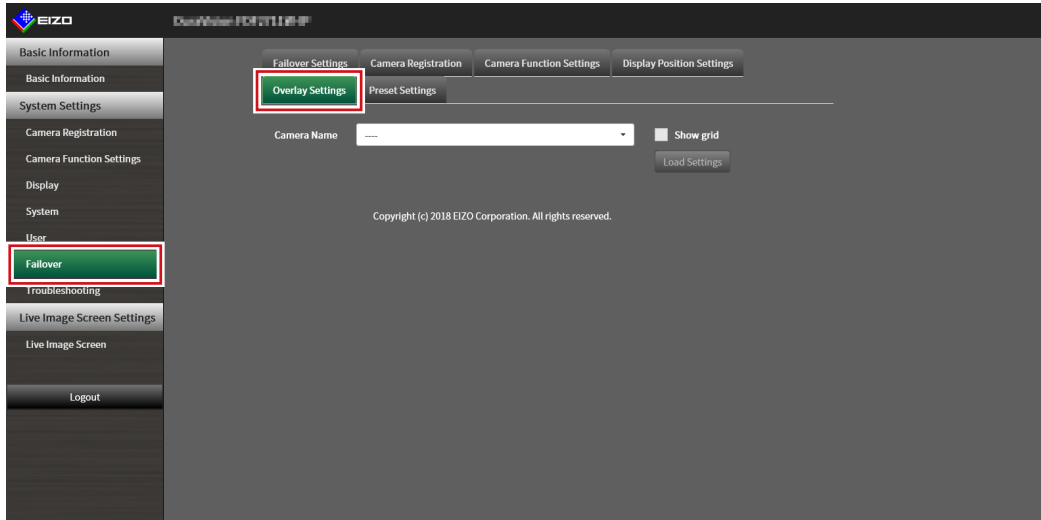 EIZO
Basic Information
Basic Information
System Settings
Camera Registration
Camera Function Settings
Display
System
User
Failover
Troubleshooting
Live Image Screen Settings
Live Image Screen
Logout
Failover Settings Camera Registration Camera Function Settings Display Position Settings
Overlay Settings Preset Settings
Camera Name ---- Show grid
Load Settings
Copyright (c) 2018 EIZO Corporation. All rights reserved.